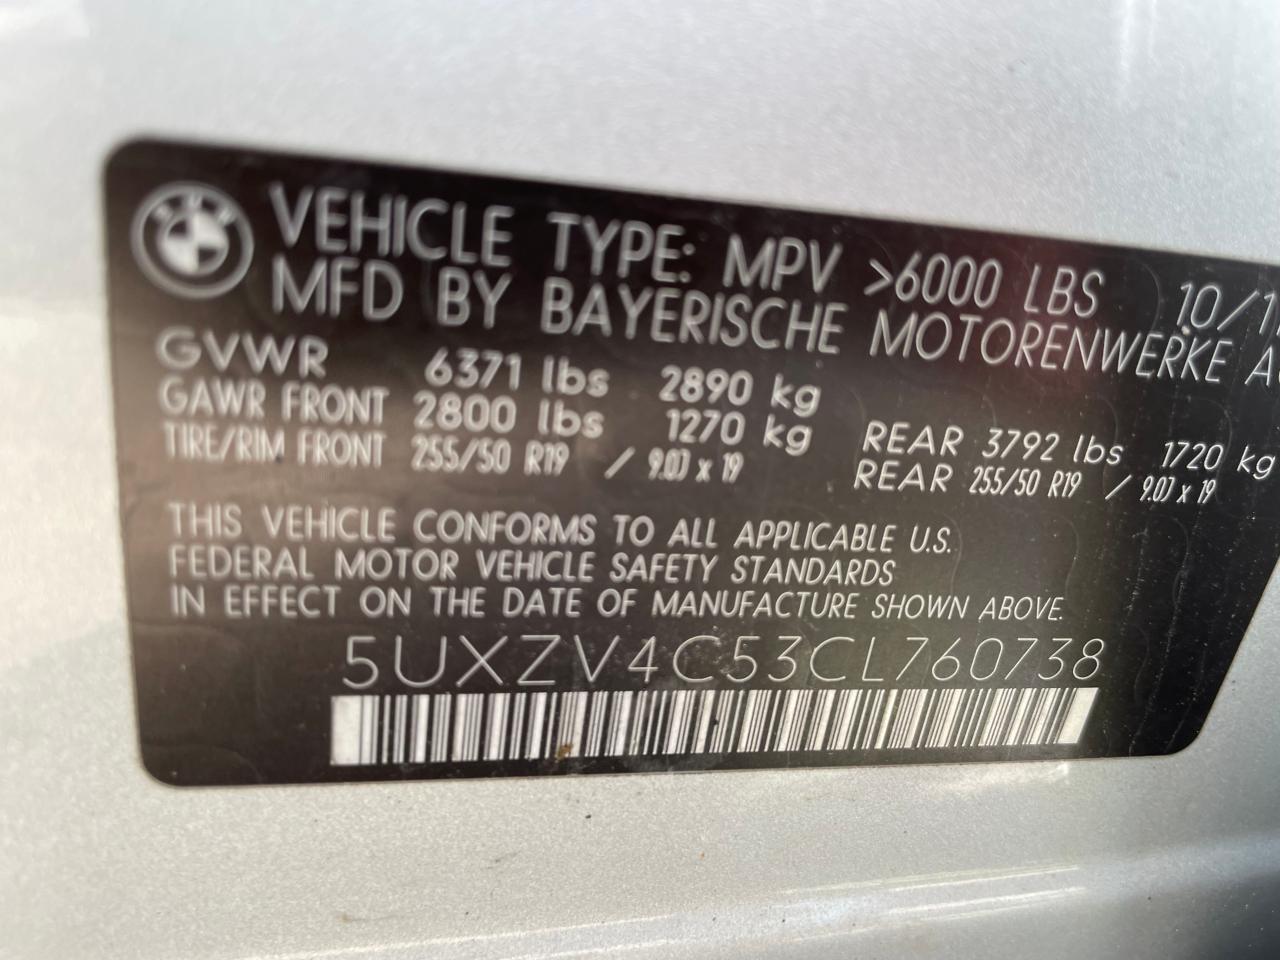 BMW
VEHICLE TYPE: MPV >6000 LBS 10/1
MFD BY BAYERISCHE MOTORENWERKE
GVWR 6371 lbs 2890 kg
GAWR FRONT 2800 lbs 1270 kg REAR 3792 lbs 1720 kg
TIRE/RIM FRONT 255/50 R19 / 9.0J x 19 REAR 255/50 R19 / 9.0J x 19
THIS VEHICLE CONFORMS TO ALL APPLICABLE U.S.
FEDERAL MOTOR VEHICLE SAFETY STANDARDS
IN EFFECT ON THE DATE OF MANUFACTURE SHOWN ABOVE.
5UXZV4C53CL760738